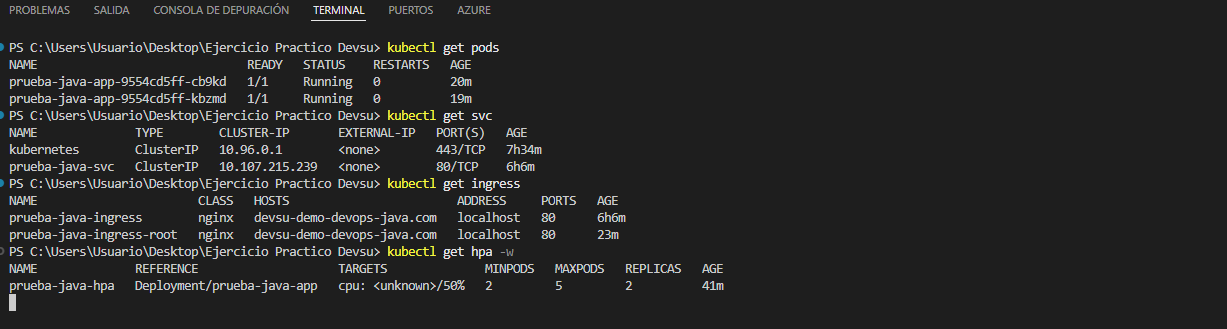 PROBLEMAS SALIDA CONSOLA DE DEPURACIÓN TERMINAL PUERTOS AZURE
PS C:\Users\Usuario\Desktop\Ejercicio Practico Devsu> kubectl get pods
NAME READY STATUS RESTARTS AGE
prueba-java-app-9554cd5ff-cb9kd 1/1 Running 0 20m
prueba-java-app-9554cd5ff-kbzmd 1/1 Running 0 19m
PS C:\Users\Usuario\Desktop\Ejercicio Practico Devsu> kubectl get svc
NAME TYPE CLUSTER-IP EXTERNAL-IP PORT(S) AGE
kubernetes ClusterIP 10.96.0.1 <none> 443/TCP 7h34m
prueba-java-svc ClusterIP 10.107.215.239 <none> 80/TCP 6h6m
PS C:\Users\Usuario\Desktop\Ejercicio Practico Devsu> kubectl get ingress
NAME CLASS HOSTS ADDRESS PORTS AGE
prueba-java-ingress nginx devsu-demo-devops-java.com localhost 80 6h6m
prueba-java-ingress-root nginx devsu-demo-devops-java.com localhost 80 23m
PS C:\Users\Usuario\Desktop\Ejercicio Practico Devsu> kubectl get hpa -w
NAME REFERENCE TARGETS MINPODS MAXPODS REPLICAS AGE
prueba-java-hpa Deployment/prueba-java-app cpu: <unknown>/50% 2 5 2 41m